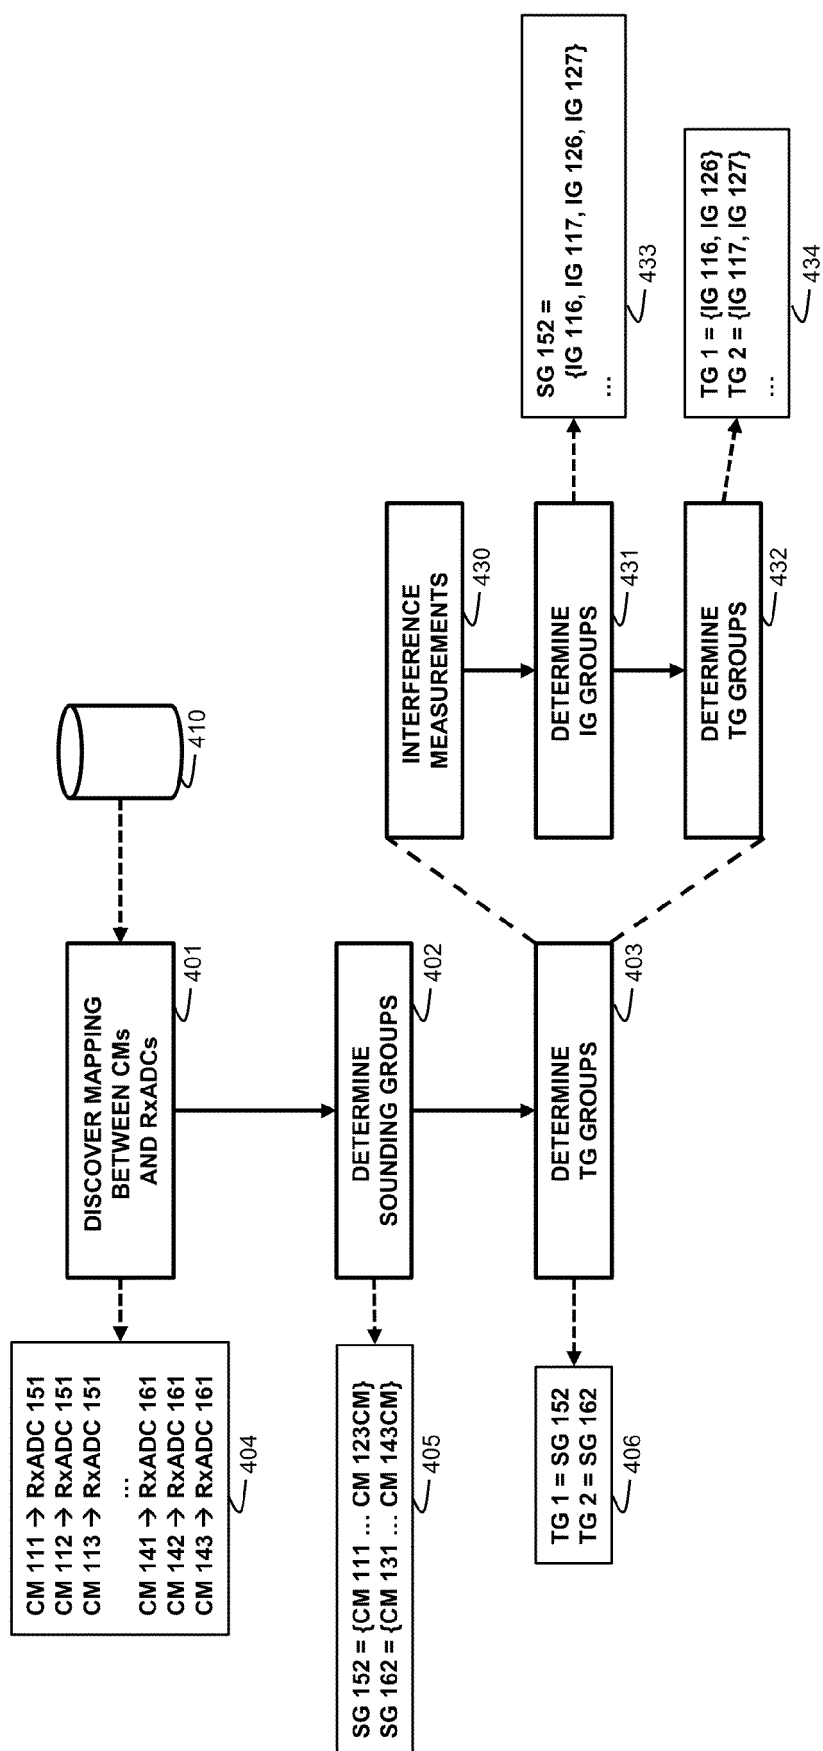 CM 111 → RxADC 151
CM 112 → RxADC 151
CM 113 → RxADC 151
...
CM 141 → RxADC 161
CM 142 → RxADC 161
CM 143 → RxADC 161
404
DISCOVER MAPPING
BETWEEN CMs
AND RxADCs
401
410
SG 152 = {CM 111 ... CM 123CM}
SG 162 = {CM 131 ... CM 143CM}
405
DETERMINE
SOUNDING GROUPS
402
TG 1 = SG 152
TG 2 = SG 162
406
DETERMINE
TG GROUPS
403
INTERFERENCE
MEASUREMENTS
430
DETERMINE
IG GROUPS
431
SG 152 =
{IG 116, IG 117, IG 126, IG 127}
...
433
DETERMINE
TG GROUPS
432
TG 1 = {IG 116, IG 126}
TG 2 = {IG 117, IG 127}
...
434